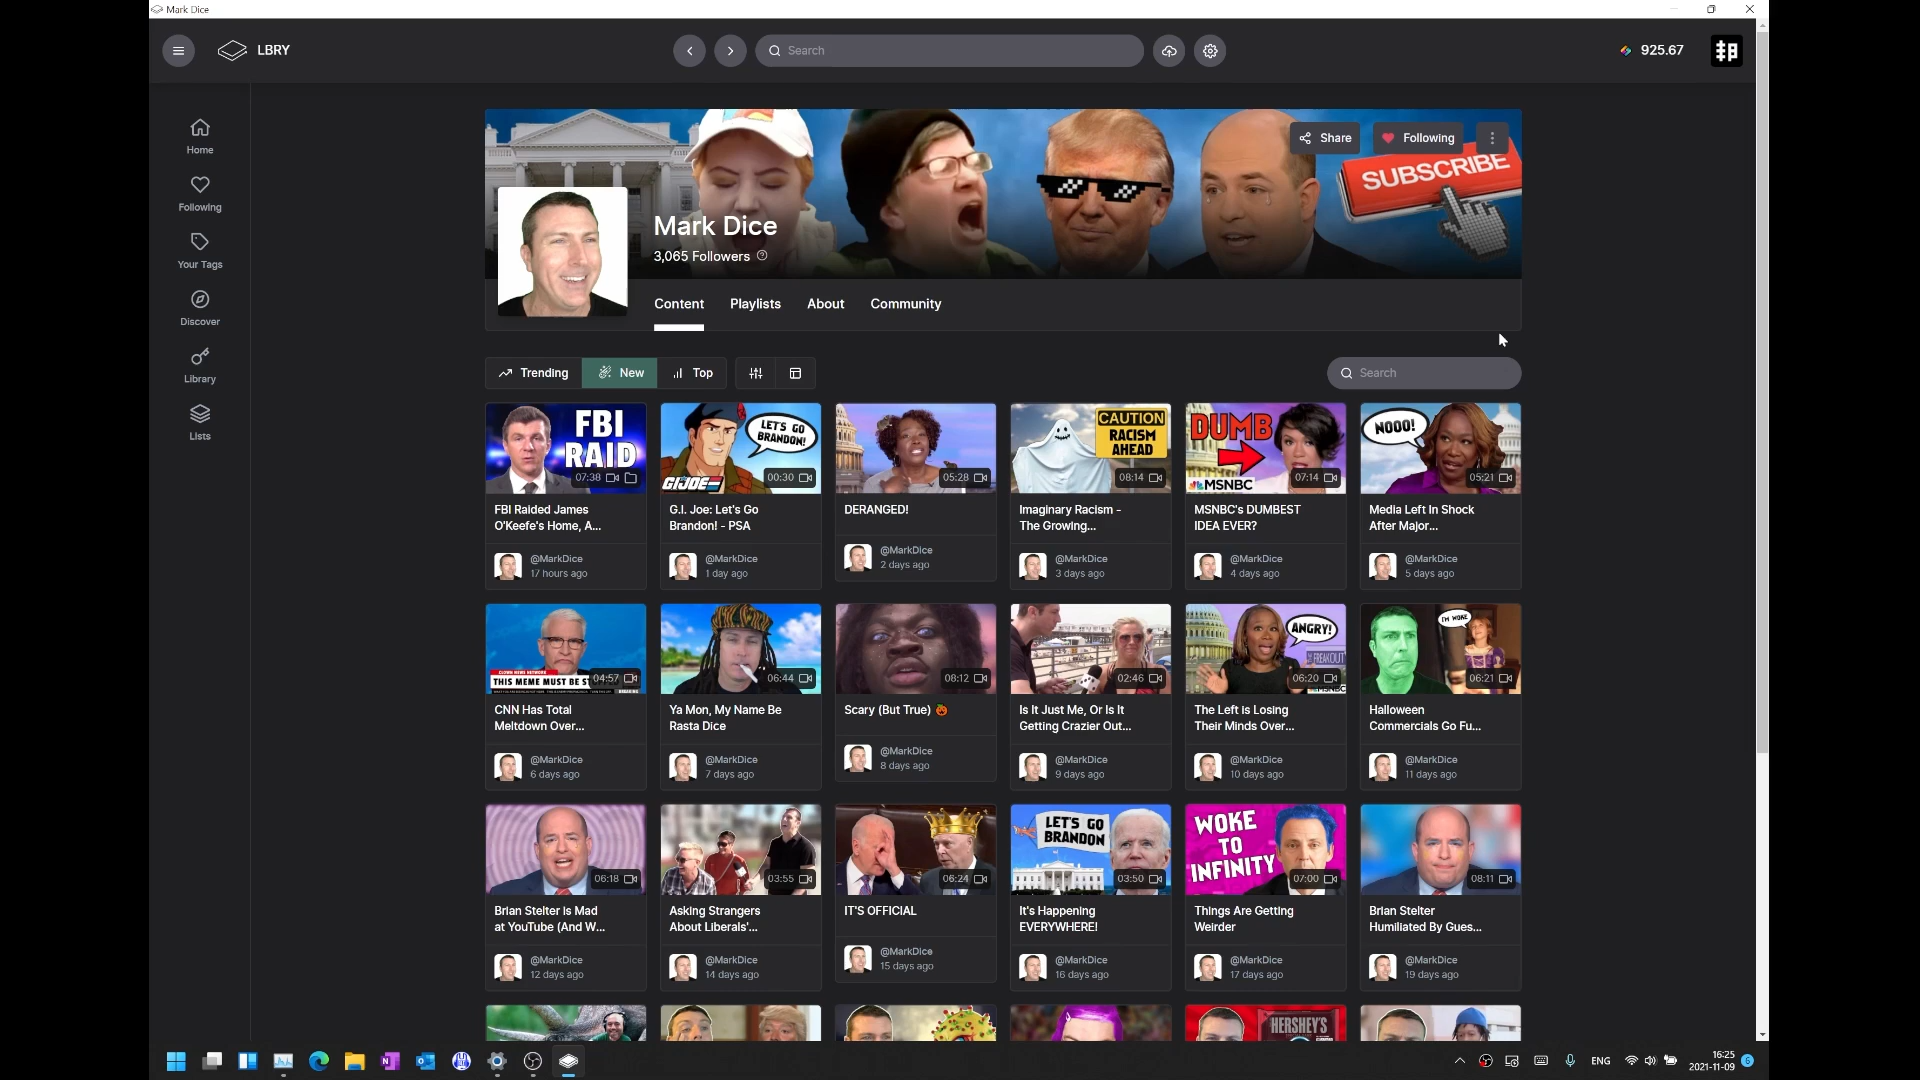 Mark Dice
LBRY
Search
925.67
Home
Following
Your Tags
Discover
Library
Lists
Share
Following
SUBSCRIBE
Mark Dice
3,065 Followers
Content
Playlists
About
Community
Trending
New
Top
Search
FBI
RAID
07:38
LET'S GO
BRANDON!
GIJOE
00:30
05:28
CAUTION
RACISM
AHEAD
08:14
DUMB
MSNBC
07:14
NOOO!
05:21
FBI Raided James
O'Keefe's Home, A...
@MarkDice
17 hours ago
G.I. Joe: Let's Go
Brandon! - PSA
@MarkDice
1 day ago
DERANGED!
@MarkDice
2 days ago
Imaginary Racism -
The Growing...
@MarkDice
3 days ago
MSNBC's DUMBEST
IDEA EVER?
@MarkDice
4 days ago
Media Left In Shock
After Major...
@MarkDice
5 days ago
CLOWN NEWS NETWORK
THIS MEME MUST BE
04:57
06:44
08:12
02:46
ANGRY!
FREAKOUT
MSNBC
06:20
I'M WOKE
06:21
CNN Has Total
Meltdown Over...
@MarkDice
6 days ago
Ya Mon, My Name Be
Rasta Dice
@MarkDice
7 days ago
Scary (But True) 🎃
@MarkDice
8 days ago
Is It Just Me, Or Is It
Getting Crazier Out...
@MarkDice
9 days ago
The Left is Losing
Their Minds Over...
@MarkDice
10 days ago
Halloween
Commercials Go Fu...
@MarkDice
11 days ago
06:18
03:55
06:24
LET'S GO
BRANDON
03:50
WOKE
TO
INFINITY
07:00
08:11
Brian Stelter is Mad
at YouTube (And W...
@MarkDice
12 days ago
Asking Strangers
About Liberals'...
@MarkDice
14 days ago
IT'S OFFICIAL
@MarkDice
15 days ago
It's Happening
EVERYWHERE!
@MarkDice
16 days ago
Things Are Getting
Weirder
@MarkDice
17 days ago
Brian Stelter
Humiliated By Gues...
@MarkDice
19 days ago
HERSHEY'S
ENG
16:25
2021-11-09
6